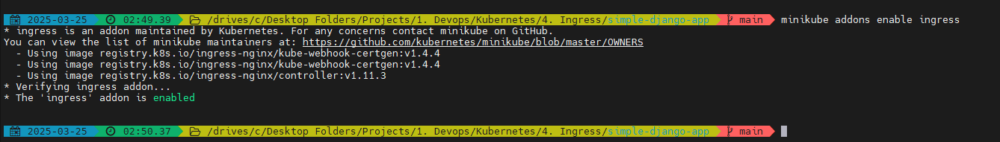 2025-03-25 02:49.39 /drives/c/Desktop Folders/Projects/1. Devops/Kubernetes/4. Ingress/simple-django-app main minikube addons enable ingress
* ingress is an addon maintained by Kubernetes. For any concerns contact minikube on GitHub.
You can view the list of minikube maintainers at: https://github.com/kubernetes/minikube/blob/master/OWNERS
  - Using image registry.k8s.io/ingress-nginx/kube-webhook-certgen:v1.4.4
  - Using image registry.k8s.io/ingress-nginx/kube-webhook-certgen:v1.4.4
  - Using image registry.k8s.io/ingress-nginx/controller:v1.11.3
* Verifying ingress addon...
* The 'ingress' addon is enabled
2025-03-25 02:50.37 /drives/c/Desktop Folders/Projects/1. Devops/Kubernetes/4. Ingress/simple-django-app main